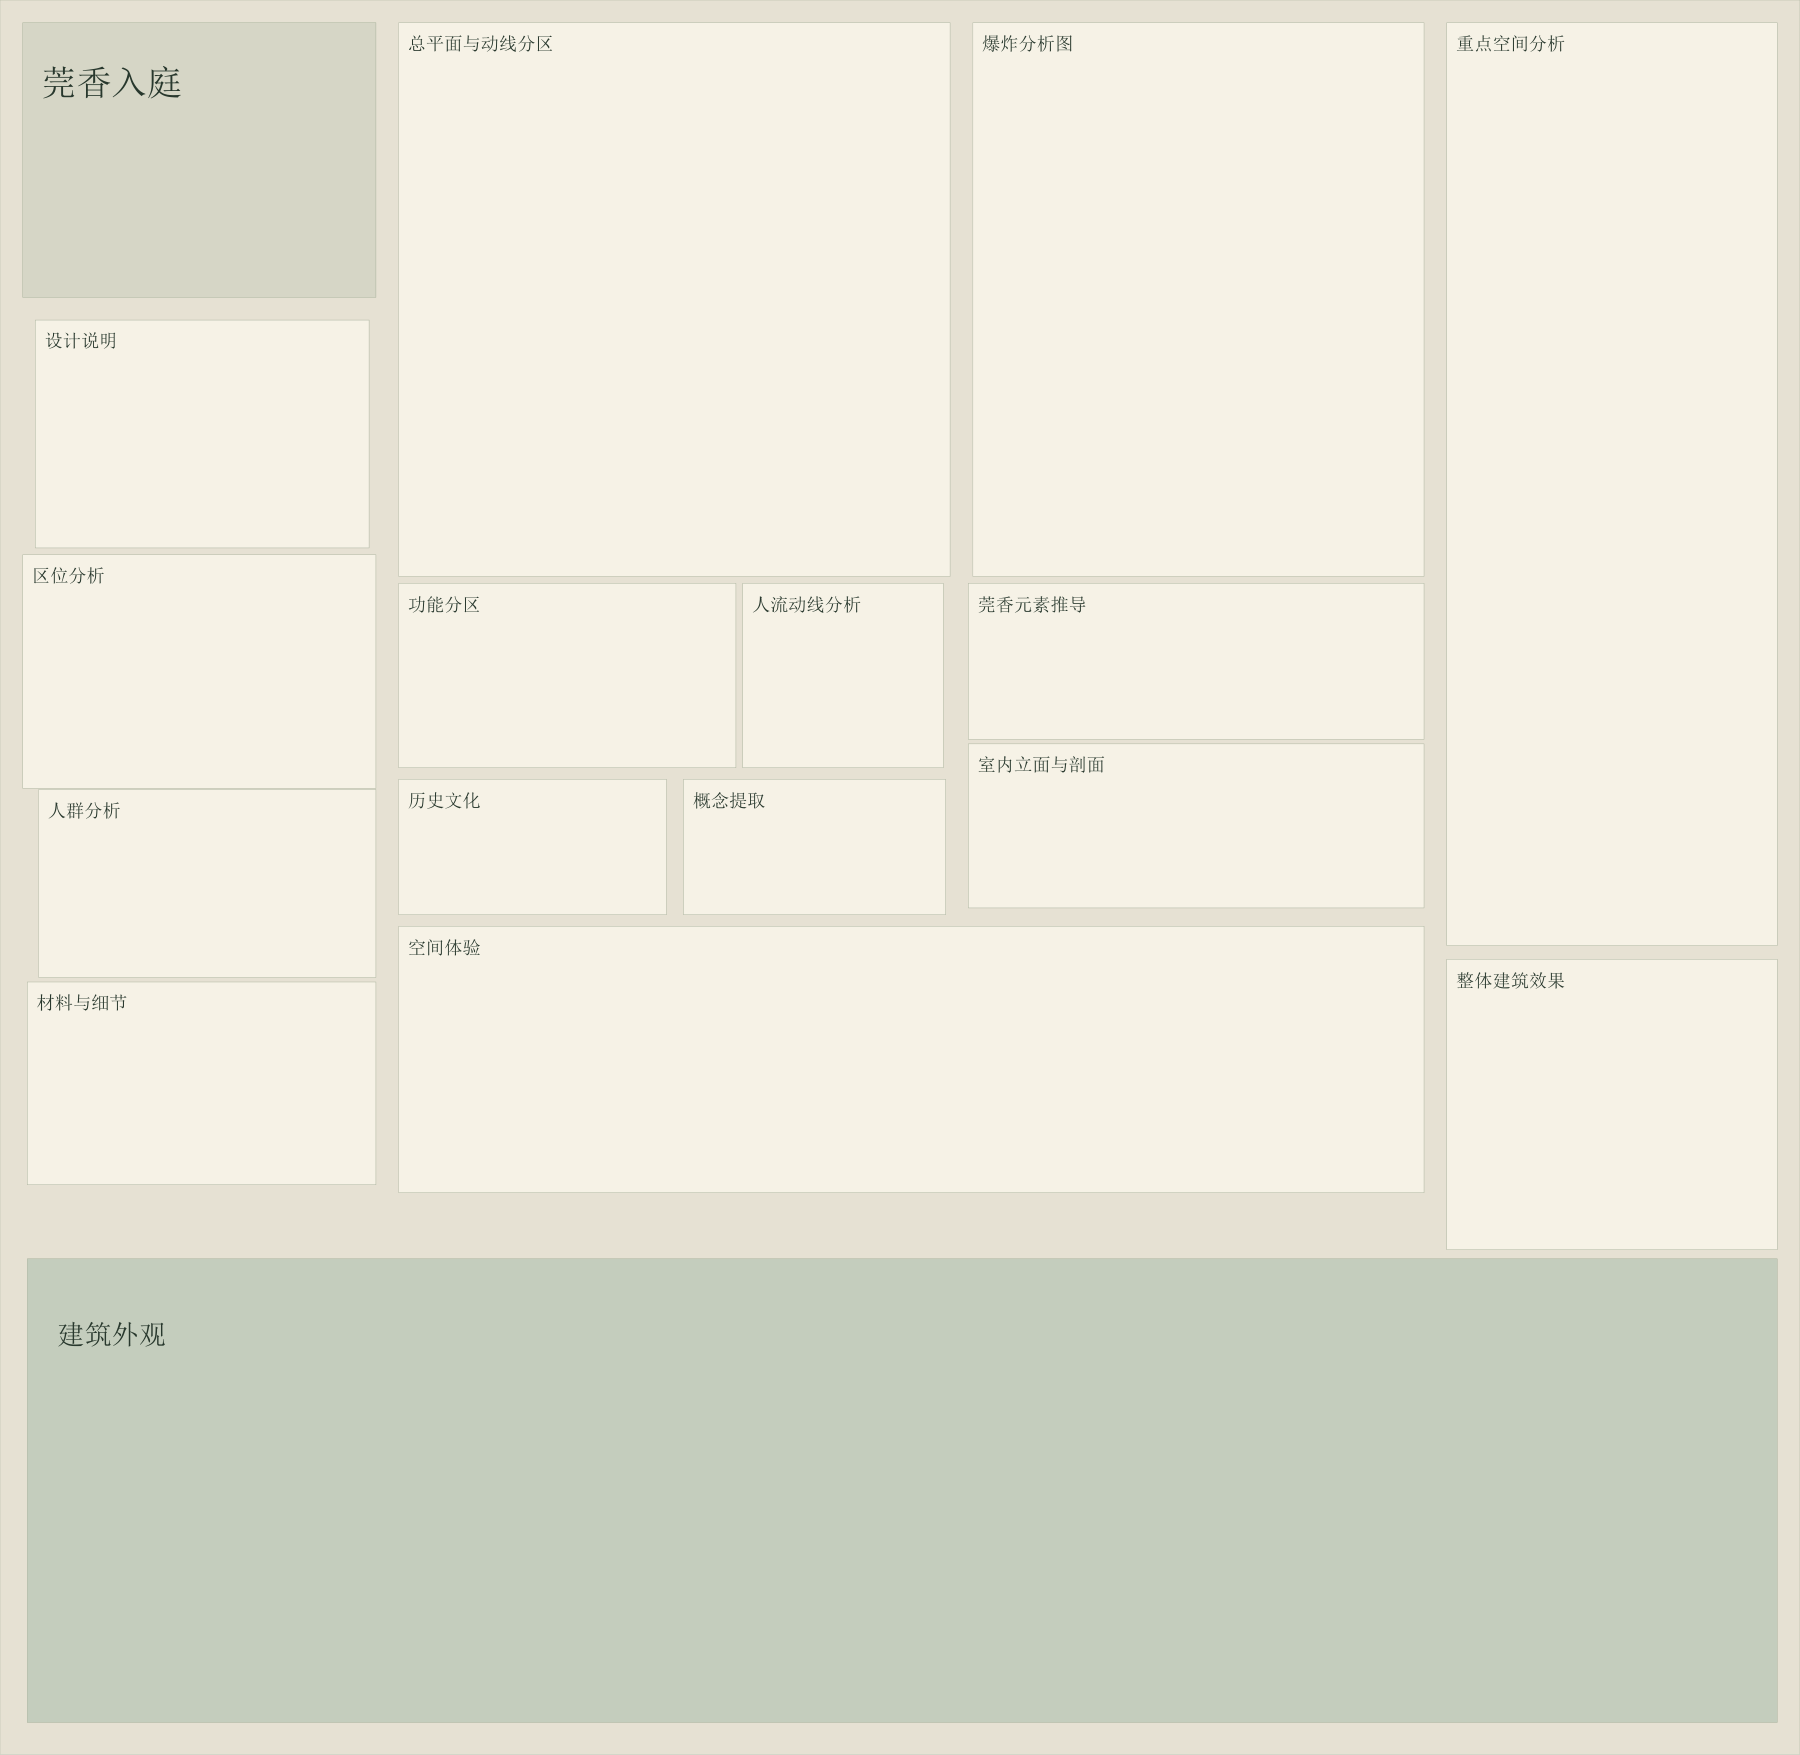 莞香入庭
设计说明
区位分析
人群分析
材料与细节
总平面与动线分区
功能分区
人流动线分析
历史文化
概念提取
空间体验
爆炸分析图
莞香元素推导
室内立面与剖面
重点空间分析
整体建筑效果
建筑外观